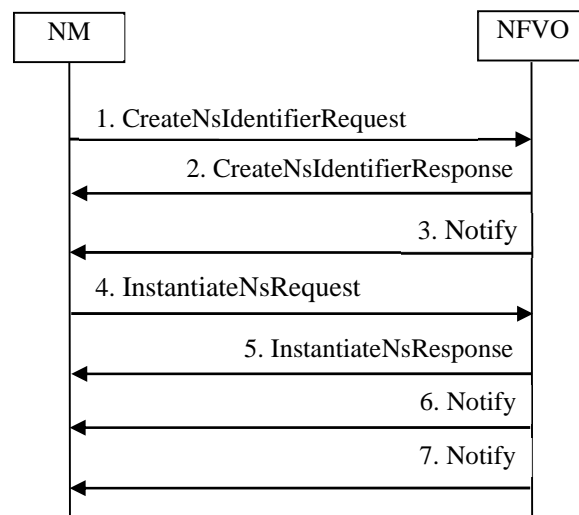 NM
NFVO
1. CreateNsIdentifierRequest
2. CreateNsIdentifierResponse
3. Notify
4. InstantiateNsRequest
5. InstantiateNsResponse
6. Notify
7. Notify